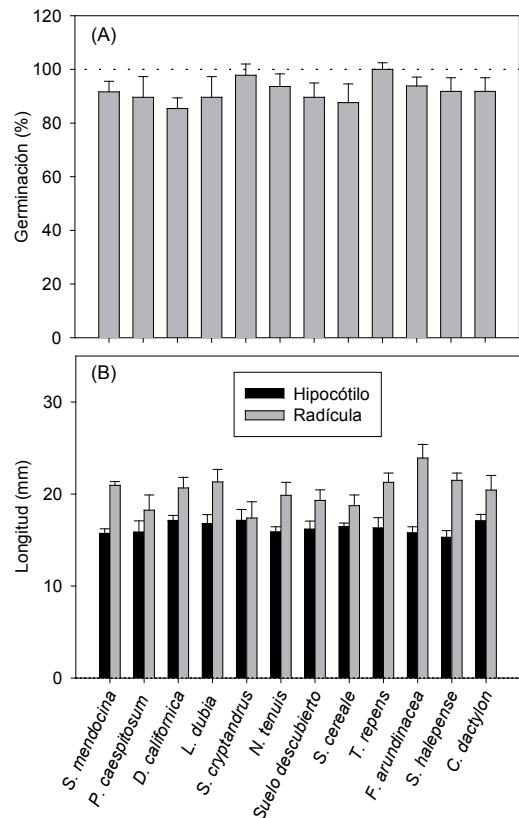 120
(A)
100
80
60
40
20
0
Germinación (%)
(B)
Hipocótilo
Radícula
30
20
10
0
Longitud (mm)
S. mendocina
P. caespitosum
D. californica
L. dubia
S. cryptandrus
N. tenuis
Suelo descubierto
S. cereale
T. repens
F. arundinacea
S. halepense
C. dactylon